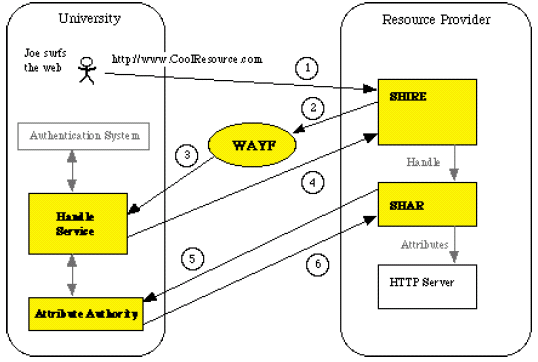 University
Resource Provider
Joe surfs
the web
http://www.CoolResource.com
1
SHIRE
2
WAYF
Authentication System
3
Handle
4
Handle
Service
SHAR
5
Attributes
6
HTTP Server
Attribute Authority